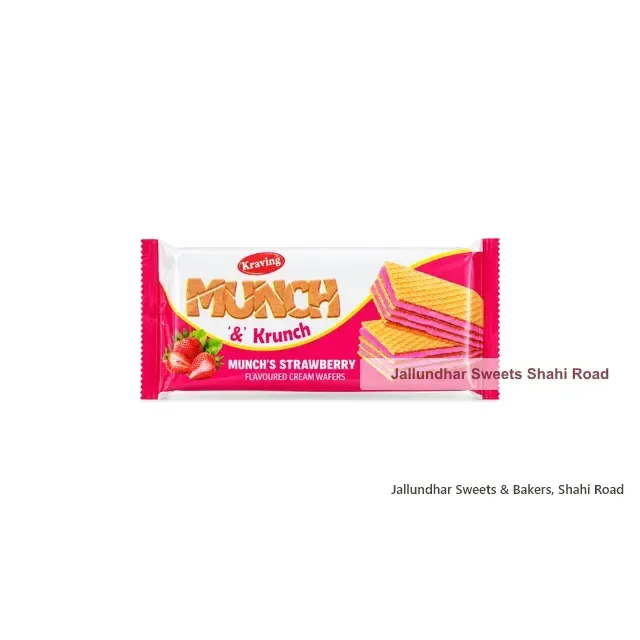 Kraving
MUNCH
'&' Krunch
MUNCH'S STRAWBERRY
FLAVOURED CREAM WAFERS
Jallundhar Sweets Shahi Road
Jallundhar Sweets & Bakers, Shahi Road